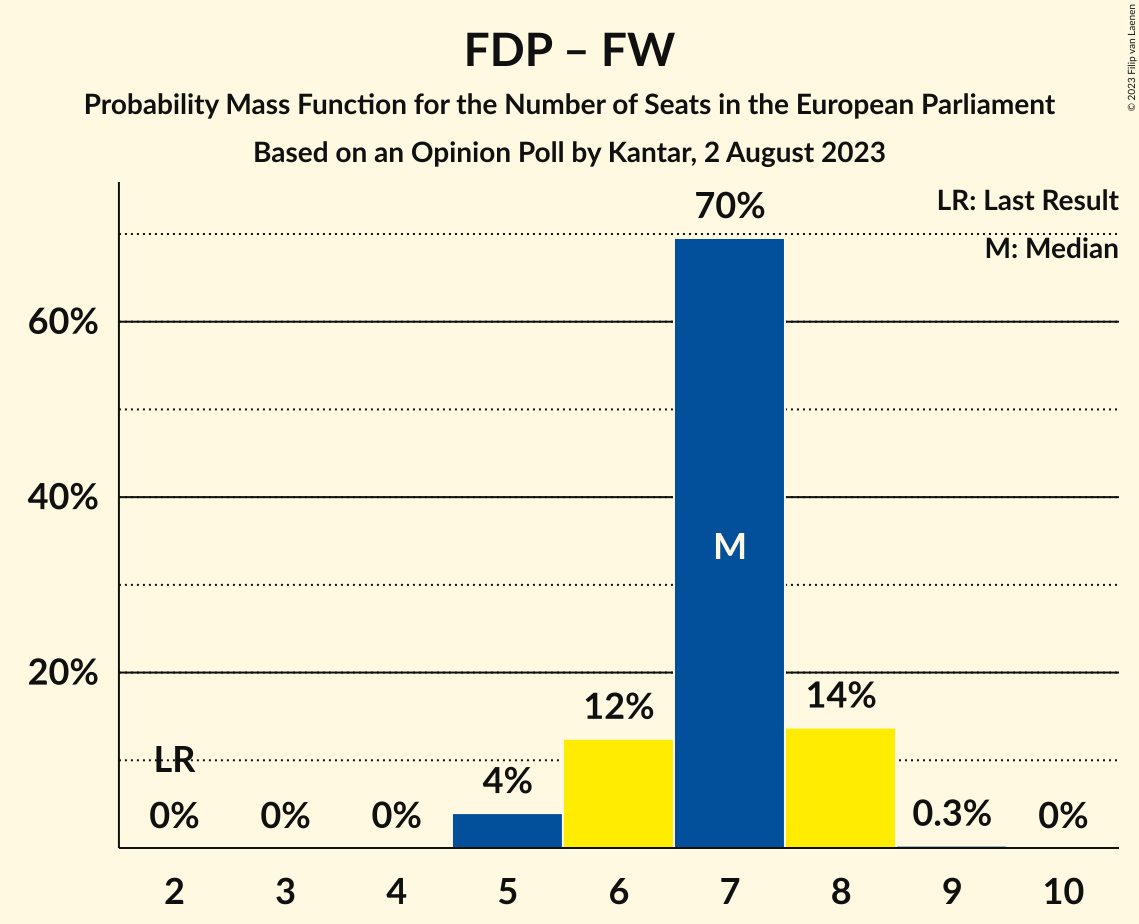 FDP – FW
Probability Mass Function for the Number of Seats in the European Parliament
Based on an Opinion Poll by Kantar, 2 August 2023
© 2023 Filip van Laenen
LR: Last Result
M: Median
70%
60%
40%
M
20%
14%
12%
LR
4%
0% 0% 0% 0.3% 0%
2 3 4 5 6 7 8 9 10